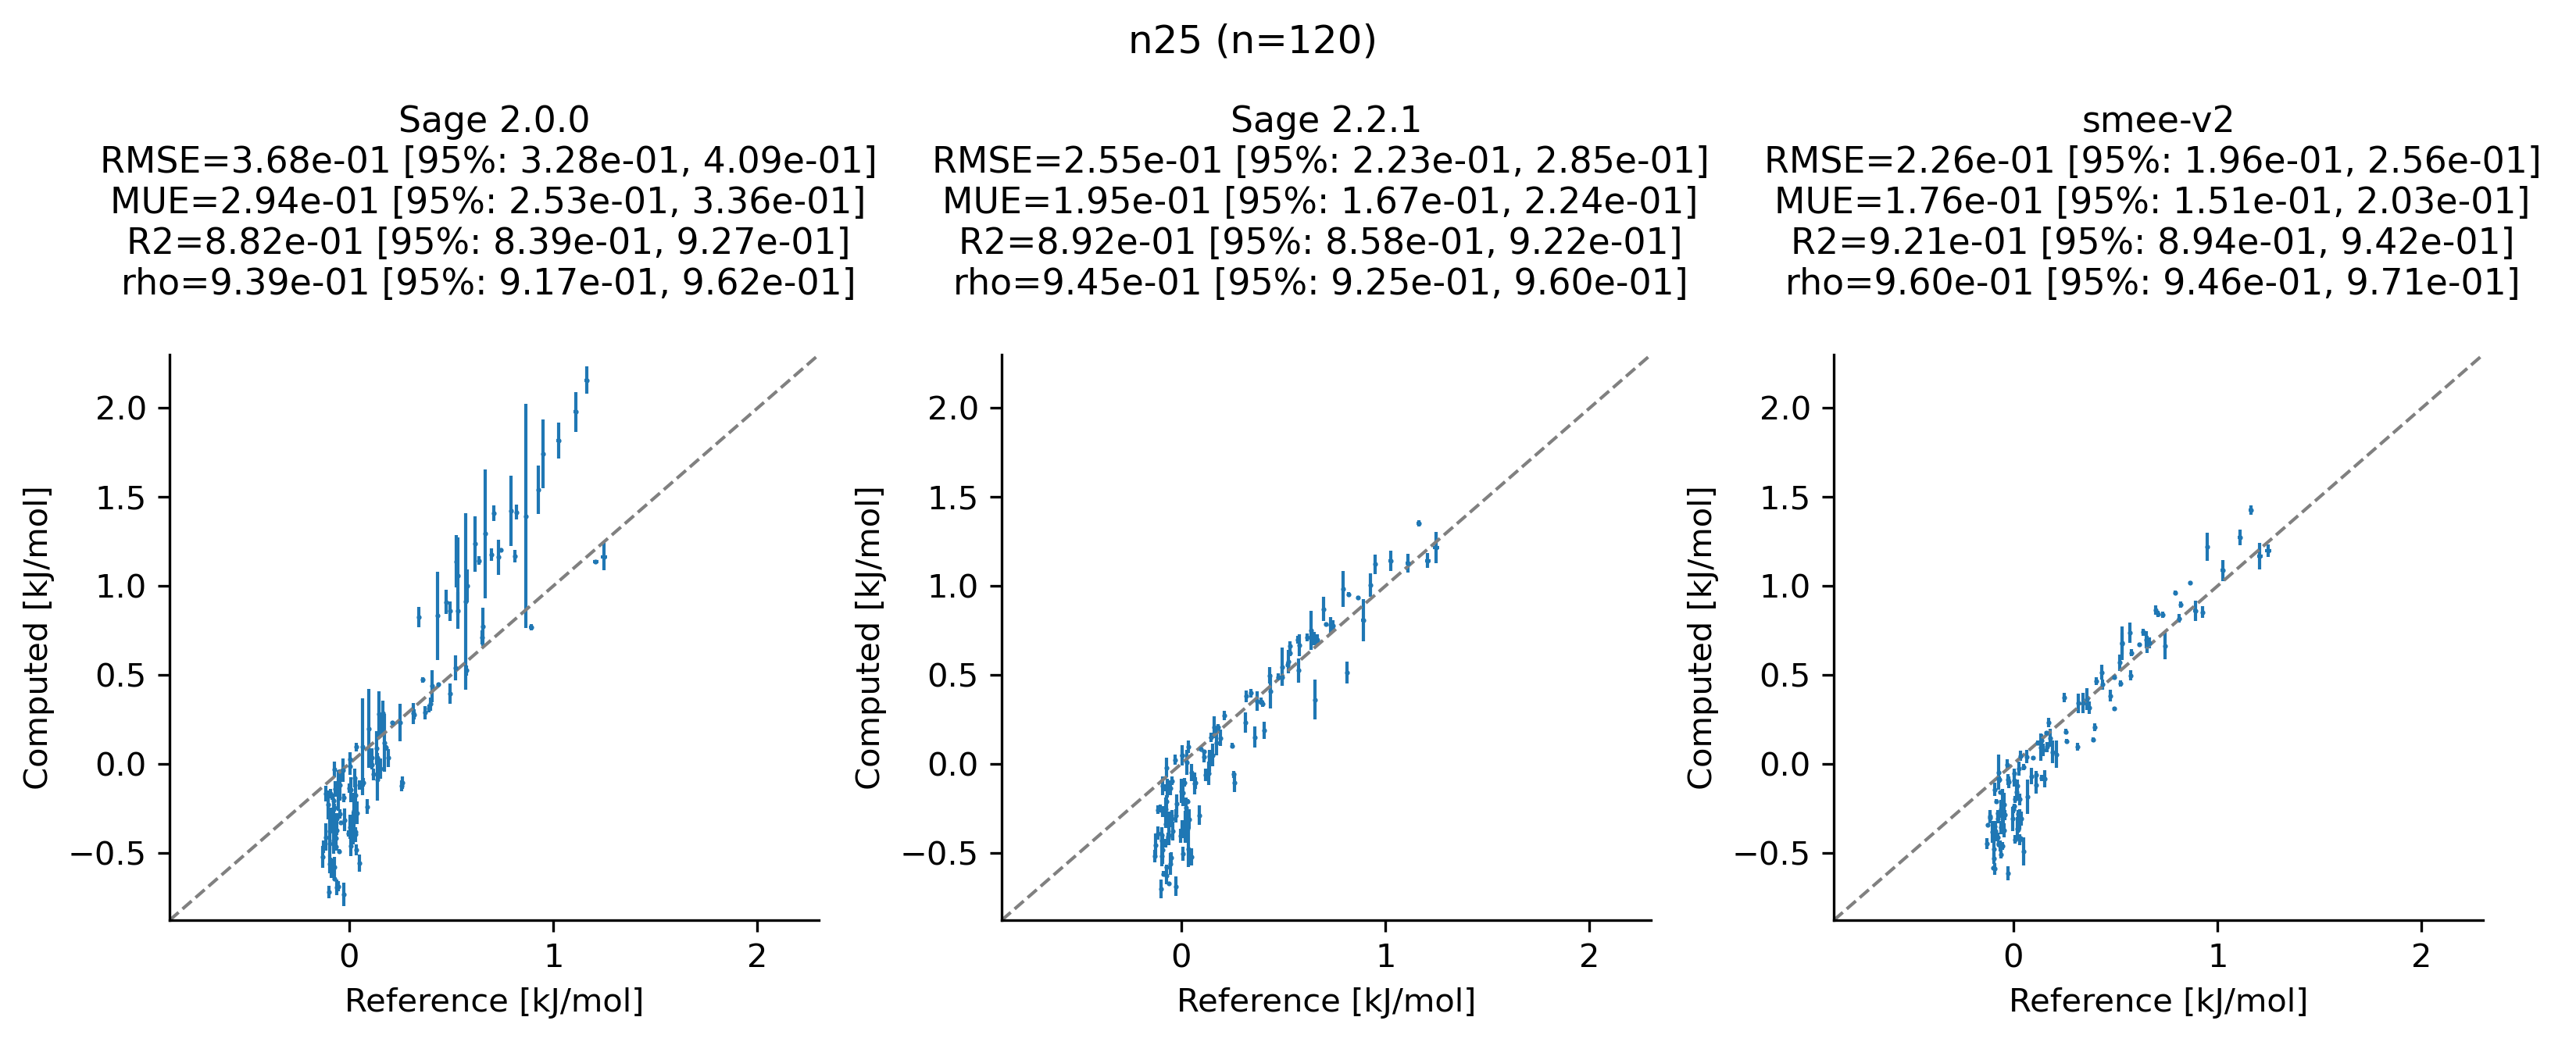 n25 (n=120)
Sage 2.0.0
RMSE=3.68e-01 [95%: 3.28e-01, 4.09e-01]
MUE=2.94e-01 [95%: 2.53e-01, 3.36e-01]
R2=8.82e-01 [95%: 8.39e-01, 9.27e-01]
rho=9.39e-01 [95%: 9.17e-01, 9.62e-01]
2.0
1.5
1.0
0.5
0.0
−0.5
Computed [kJ/mol]
0 1 2
Reference [kJ/mol]
Sage 2.2.1
RMSE=2.55e-01 [95%: 2.23e-01, 2.85e-01]
MUE=1.95e-01 [95%: 1.67e-01, 2.24e-01]
R2=8.92e-01 [95%: 8.58e-01, 9.22e-01]
rho=9.45e-01 [95%: 9.25e-01, 9.60e-01]
2.0
1.5
1.0
0.5
0.0
−0.5
Computed [kJ/mol]
0 1 2
Reference [kJ/mol]
smee-v2
RMSE=2.26e-01 [95%: 1.96e-01, 2.56e-01]
MUE=1.76e-01 [95%: 1.51e-01, 2.03e-01]
R2=9.21e-01 [95%: 8.94e-01, 9.42e-01]
rho=9.60e-01 [95%: 9.46e-01, 9.71e-01]
2.0
1.5
1.0
0.5
0.0
−0.5
Computed [kJ/mol]
0 1 2
Reference [kJ/mol]